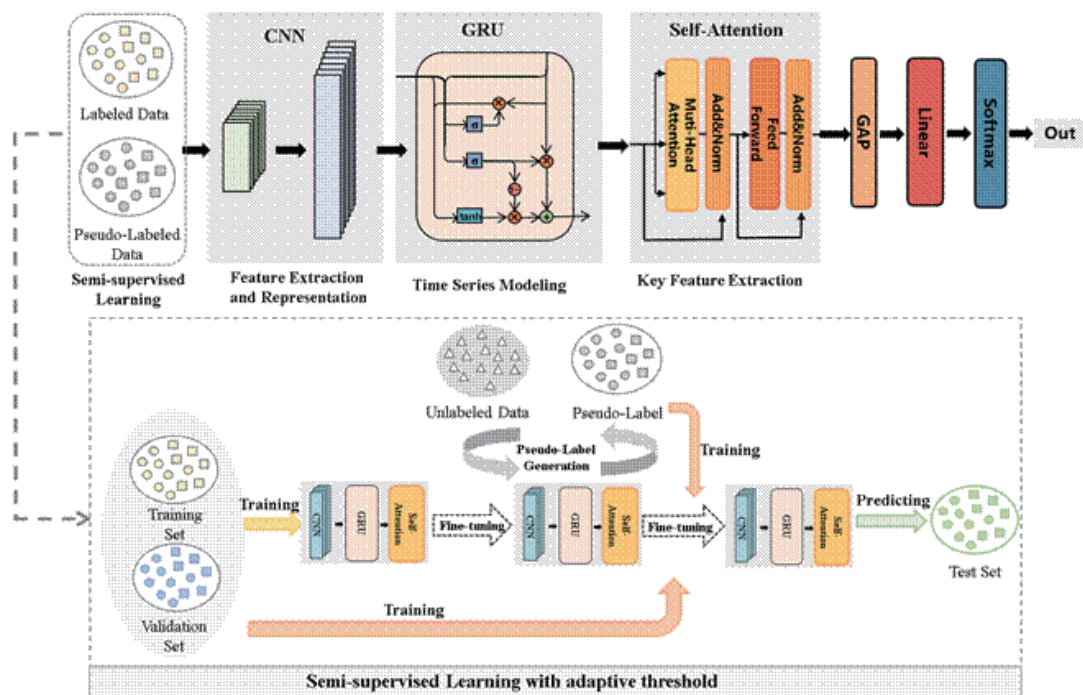 CNN
GRU
Self-Attention
Labeled Data
Pseudo-Labeled
Data
Semi-supervised
Learning
Feature Extraction
and Representation
σ
σ
tanh
Time Series Modeling
Muti-Head
Attention
Add&Norm
Feed
Forward
Add&Norm
Key Feature Extraction
GAP
Linear
Softmax
Out
Unlabeled Data
Pseudo-Label
Pseudo-Label
Generation
Training
Training
Set
Validation
Set
Training
CNN
GRU
Self-
Attention
Fine-tuning
CNN
GRU
Self-
Attention
Fine-tuning
CNN
GRU
Self-
Attention
Predicting
Test Set
Training
Semi-supervised Learning with adaptive threshold